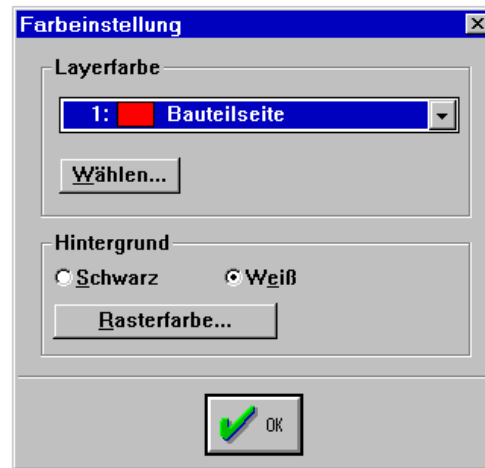 Farbeinstellung
Layerfarbe
1: Bauteilseite
Wählen...
Hintergrund
Schwarz Weiß
Rasterfarbe...
OK